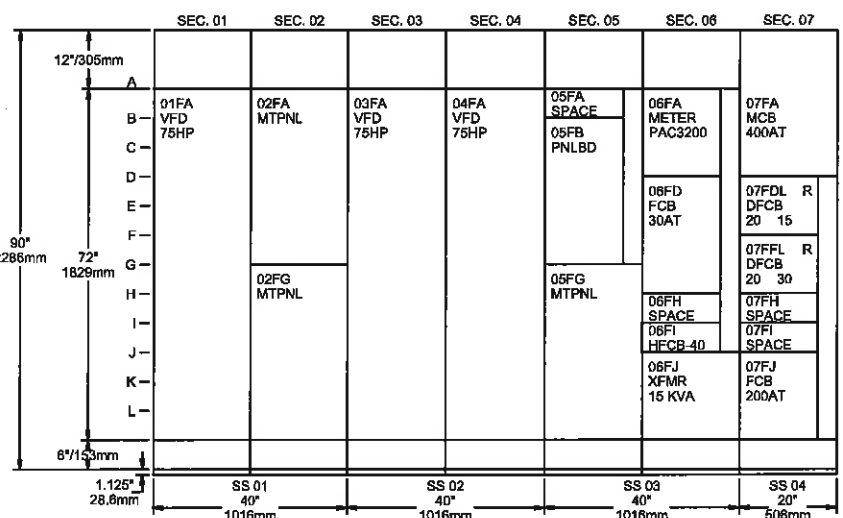 SEC. 01 SEC. 02 SEC. 03 SEC. 04 SEC. 05 SEC. 06 SEC. 07
12"/305mm
A
B
C
D
E
F
G
H
I
J
K
L
90"
2286mm
72"
1829mm
6"/153mm
1.125"
28.6mm
01FA
VFD
75HP
02FA
MTPNL
02FG
MTPNL
03FA
VFD
75HP
04FA
VFD
75HP
05FA
SPACE
05FB
PNLBD
05FG
MTPNL
06FA
METER
PAC3200
06FD
FCB
30AT
06FH
SPACE
06FI
HFCB-40
06FJ
XFMR
15 KVA
07FA
MCB
400AT
07FDL R
DFCB
20 15
07FFL R
DFCB
20 30
07FH
SPACE
07FI
SPACE
07FJ
FCB
200AT
SS 01 SS 02 SS 03 SS 04
40" 40" 40" 20"
1016mm 1016mm 1016mm 508mm